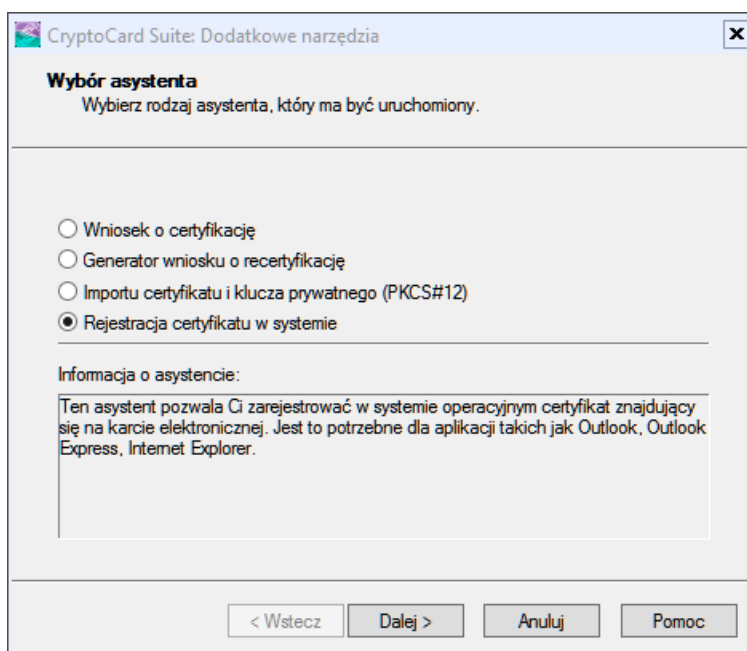 CryptoCard Suite: Dodatkowe narzędzia
Wybór asystenta
Wybierz rodzaj asystenta, który ma być uruchomiony.
Wniosek o certyfikację
Generator wniosku o recertyfikację
Importu certyfikatu i klucza prywatnego (PKCS#12)
Rejestracja certyfikatu w systemie
Informacja o asystencie:
Ten asystent pozwala Ci zarejestrować w systemie operacyjnym certyfikat znajdujący
się na karcie elektronicznej. Jest to potrzebne dla aplikacji takich jak Outlook, Outlook
Express, Internet Explorer.
< Wstecz Dalej > Anuluj Pomoc